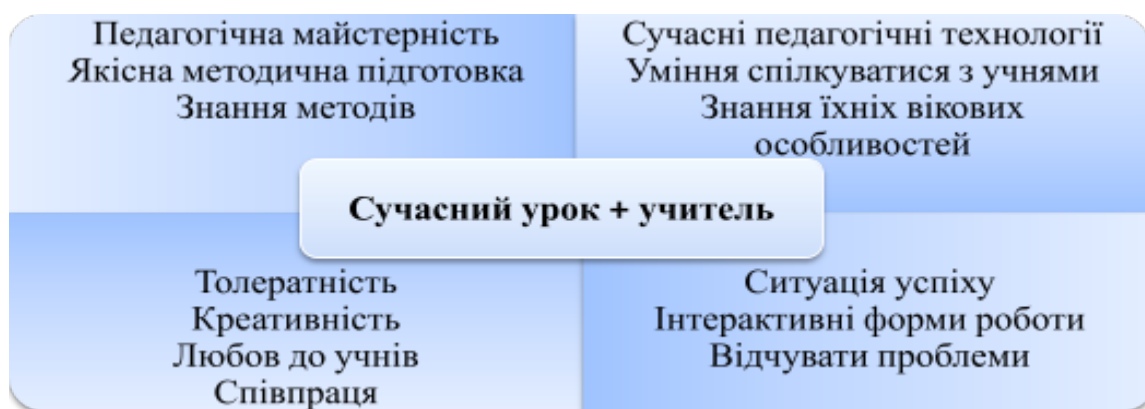 Педагогічна майстерність
Якісна методична підготовка
Знання методів
Сучасні педагогічні технології
Уміння спілкуватися з учнями
Знання їхніх вікових
особливостей
Сучасний урок + учитель
Толератність
Креативність
Любов до учнів
Співпраця
Ситуація успіху
Інтерактивні форми роботи
Відчувати проблеми